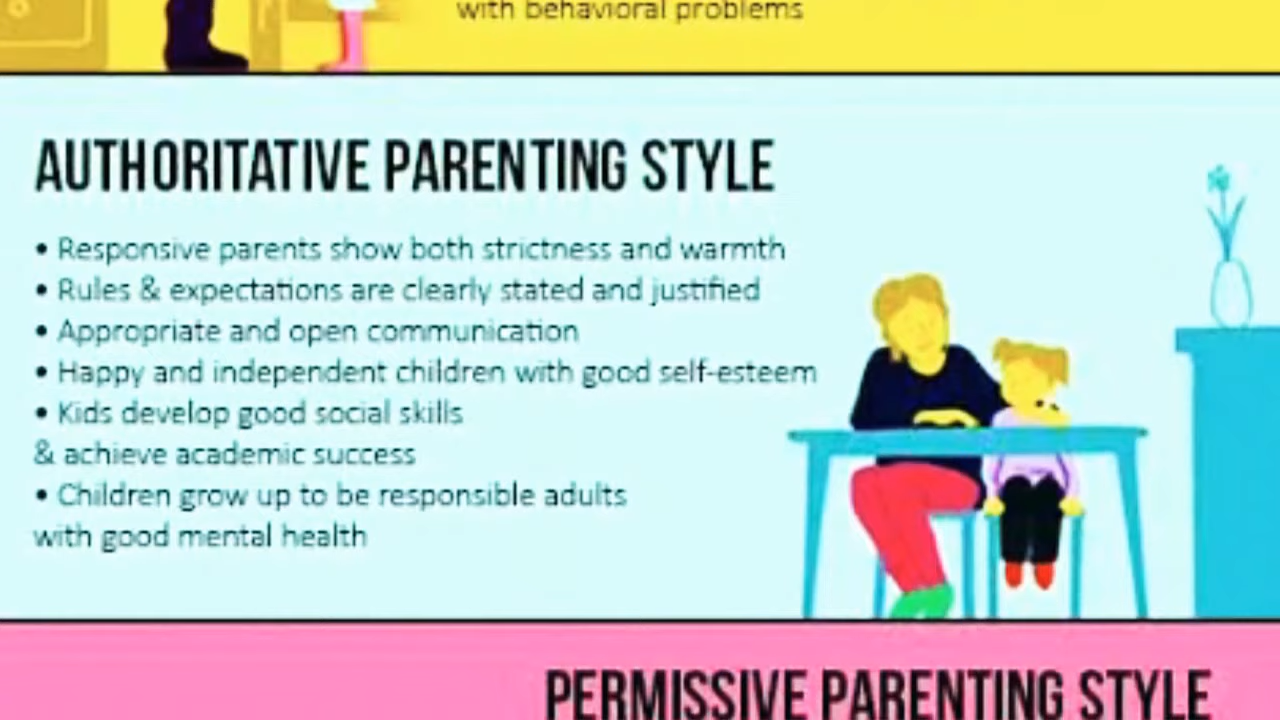 with behavioral problems
AUTHORITATIVE PARENTING STYLE
• Responsive parents show both strictness and warmth
• Rules & expectations are clearly stated and justified
• Appropriate and open communication
• Happy and independent children with good self-esteem
• Kids develop good social skills
& achieve academic success
• Children grow up to be responsible adults
with good mental health
PERMISSIVE PARENTING STYLE